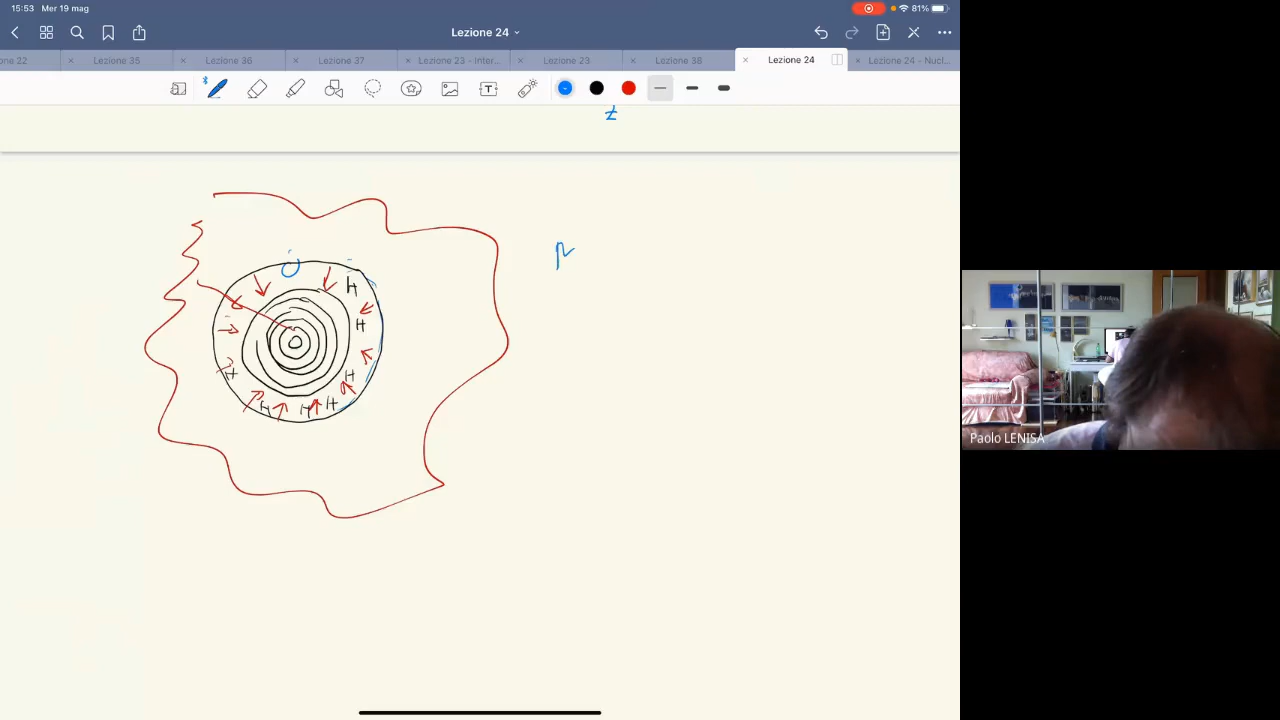 15:53 Mer 19 mag
81%
Lezione 24
one 22
Lezione 35
Lezione 36
Lezione 37
Lezione 23 - Inter...
Lezione 23
Lezione 38
Lezione 24
Lezione 24 - Nucl...
T
z
H
H
H
H
H
H
H
Paolo LENISA